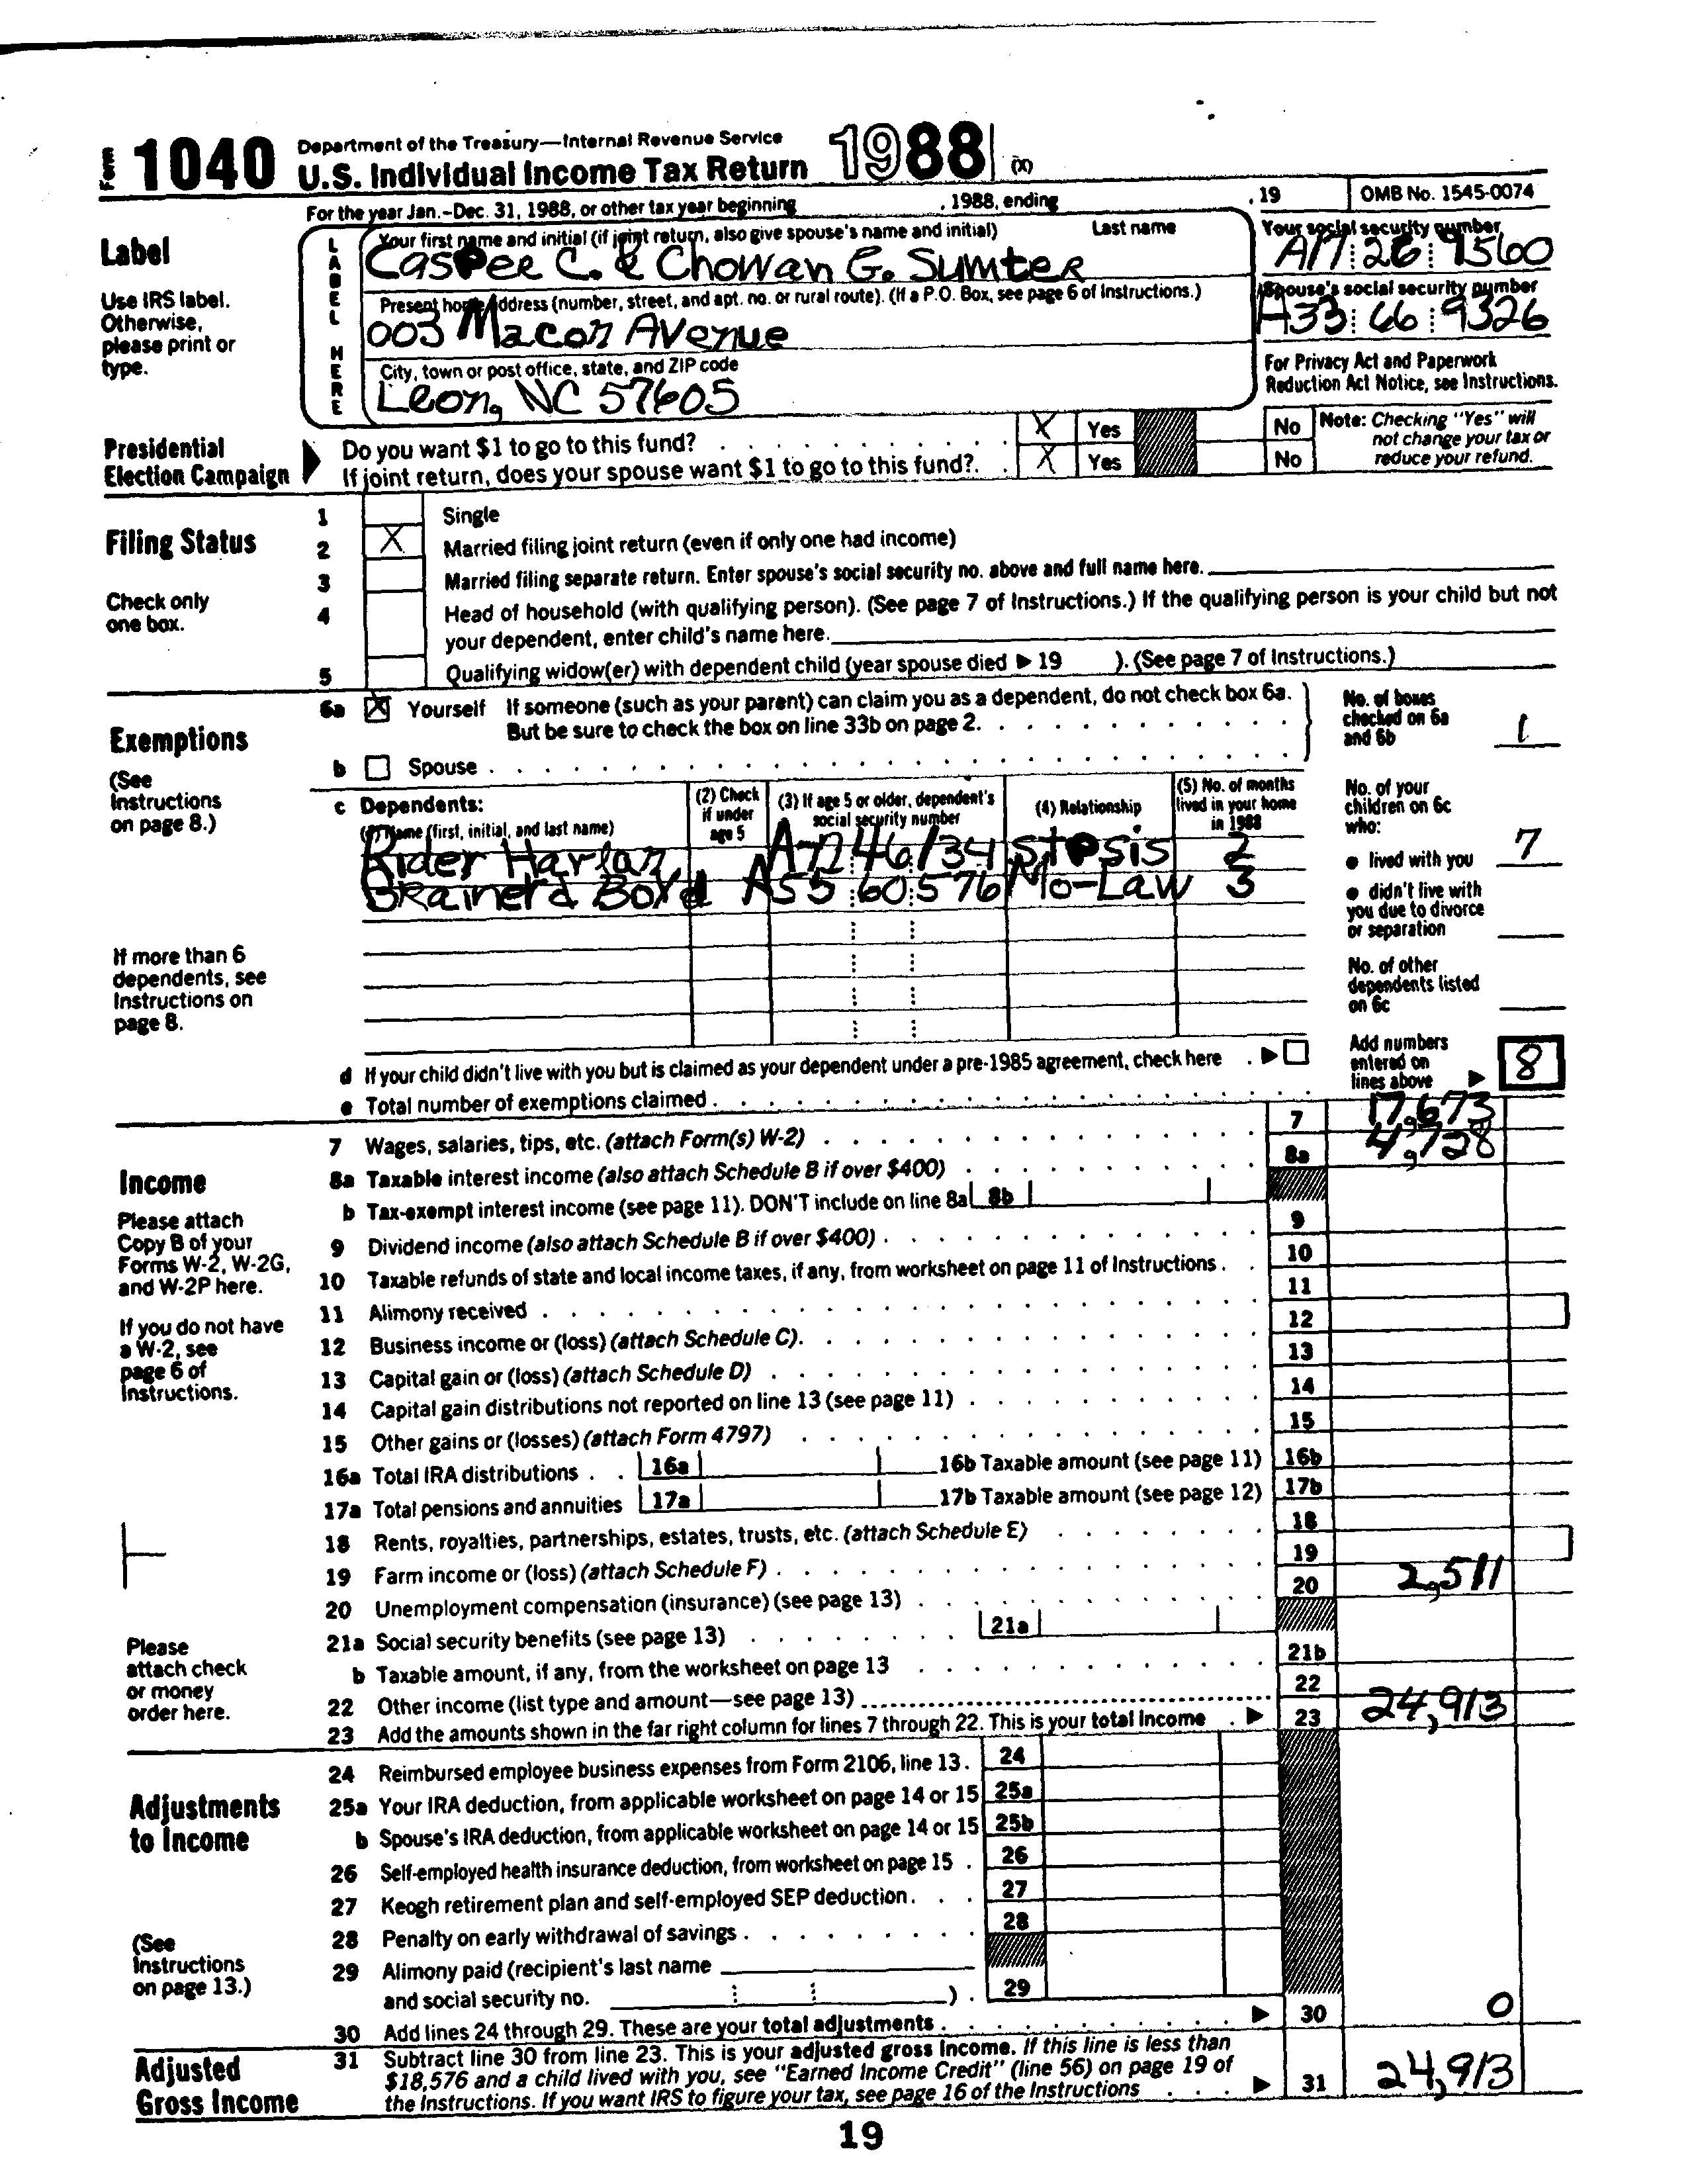 Form 1040 Department of the Treasury—Internal Revenue Service
U.S. Individual Income Tax Return 1988 (X)
For the year Jan.–Dec. 31, 1988, or other tax year beginning , 1988, ending , 19 OMB No. 1545-0074
Label
Use IRS label. Otherwise, please print or type.
LABEL HERE
Your first name and initial (if joint return, also give spouse's name and initial) Last name
Casper C. & Chowan G. Sumter
Your social security number
A17 26 9560
Present home address (number, street, and apt. no. or rural route). (If a P.O. Box, see page 6 of Instructions.)
003 Macon Avenue
Spouse's social security number
A33 66 9326
City, town or post office, state, and ZIP code
Leon, NC 57605
For Privacy Act and Paperwork
Reduction Act Notice, see Instructions.
Presidential
Election Campaign
Do you want $1 to go to this fund? X Yes No
If joint return, does your spouse want $1 to go to this fund? X Yes No
Note: Checking "Yes" will
not change your tax or
reduce your refund.
Filing Status
Check only
one box.
1 Single
2 X Married filing joint return (even if only one had income)
3 Married filing separate return. Enter spouse's social security no. above and full name here.
4 Head of household (with qualifying person). (See page 7 of Instructions.) If the qualifying person is your child but not
your dependent, enter child's name here.
5 Qualifying widow(er) with dependent child (year spouse died ▶ 19 ). (See page 7 of Instructions.)
Exemptions
(See
Instructions
on page 8.)
6a X Yourself If someone (such as your parent) can claim you as a dependent, do not check box 6a.
But be sure to check the box on line 33b on page 2.
b Spouse
No. of boxes
checked on 6a
and 6b 1
c Dependents:
(1) Name (first, initial, and last name)
(2) Check
if under
age 5
(3) If age 5 or older, dependent's
social security number
(4) Relationship
(5) No. of months
lived in your home
in 1988
Rider Harlan A72 46 134 stpsis 2
Brainerd Boyd A55 60 576 Mo-Law 3
No. of your
children on 6c
who:
● lived with you 7
● didn't live with
you due to divorce
or separation
No. of other
dependents listed
on 6c
If more than 6
dependents, see
Instructions on
page 8.
d If your child didn't live with you but is claimed as your dependent under a pre-1985 agreement, check here ▶
e Total number of exemptions claimed
Add numbers
entered on
lines above ▶ 8
Income
Please attach
Copy B of your
Forms W-2, W-2G,
and W-2P here.
If you do not have
a W-2, see
page 6 of
Instructions.
Please
attach check
or money
order here.
7 Wages, salaries, tips, etc. (attach Form(s) W-2) 7 17,673
8a Taxable interest income (also attach Schedule B if over $400) 8a 4,728
b Tax-exempt interest income (see page 11). DON'T include on line 8a 8b
9 Dividend income (also attach Schedule B if over $400) 9
10 Taxable refunds of state and local income taxes, if any, from worksheet on page 11 of Instructions 10
11 Alimony received 11
12 Business income or (loss) (attach Schedule C) 12
13 Capital gain or (loss) (attach Schedule D) 13
14 Capital gain distributions not reported on line 13 (see page 11) 14
15 Other gains or (losses) (attach Form 4797) 15
16a Total IRA distributions 16a 16b Taxable amount (see page 11) 16b
17a Total pensions and annuities 17a 17b Taxable amount (see page 12) 17b
18 Rents, royalties, partnerships, estates, trusts, etc. (attach Schedule E) 18
19 Farm income or (loss) (attach Schedule F) 19
20 Unemployment compensation (insurance) (see page 13) 20 2,511
21a Social security benefits (see page 13) 21a
b Taxable amount, if any, from the worksheet on page 13 21b
22 Other income (list type and amount—see page 13) 22
23 Add the amounts shown in the far right column for lines 7 through 22. This is your total income ▶ 23 24,913
Adjustments
to Income
(See
Instructions
on page 13.)
24 Reimbursed employee business expenses from Form 2106, line 13. 24
25a Your IRA deduction, from applicable worksheet on page 14 or 15 25a
b Spouse's IRA deduction, from applicable worksheet on page 14 or 15 25b
26 Self-employed health insurance deduction, from worksheet on page 15 26
27 Keogh retirement plan and self-employed SEP deduction 27
28 Penalty on early withdrawal of savings 28
29 Alimony paid (recipient's last name
and social security no. ) 29
30 Add lines 24 through 29. These are your total adjustments ▶ 30 0
Adjusted
Gross Income
31 Subtract line 30 from line 23. This is your adjusted gross income. If this line is less than
$18,576 and a child lived with you, see "Earned Income Credit" (line 56) on page 19 of
the Instructions. If you want IRS to figure your tax, see page 16 of the Instructions ▶ 31 24,913
19